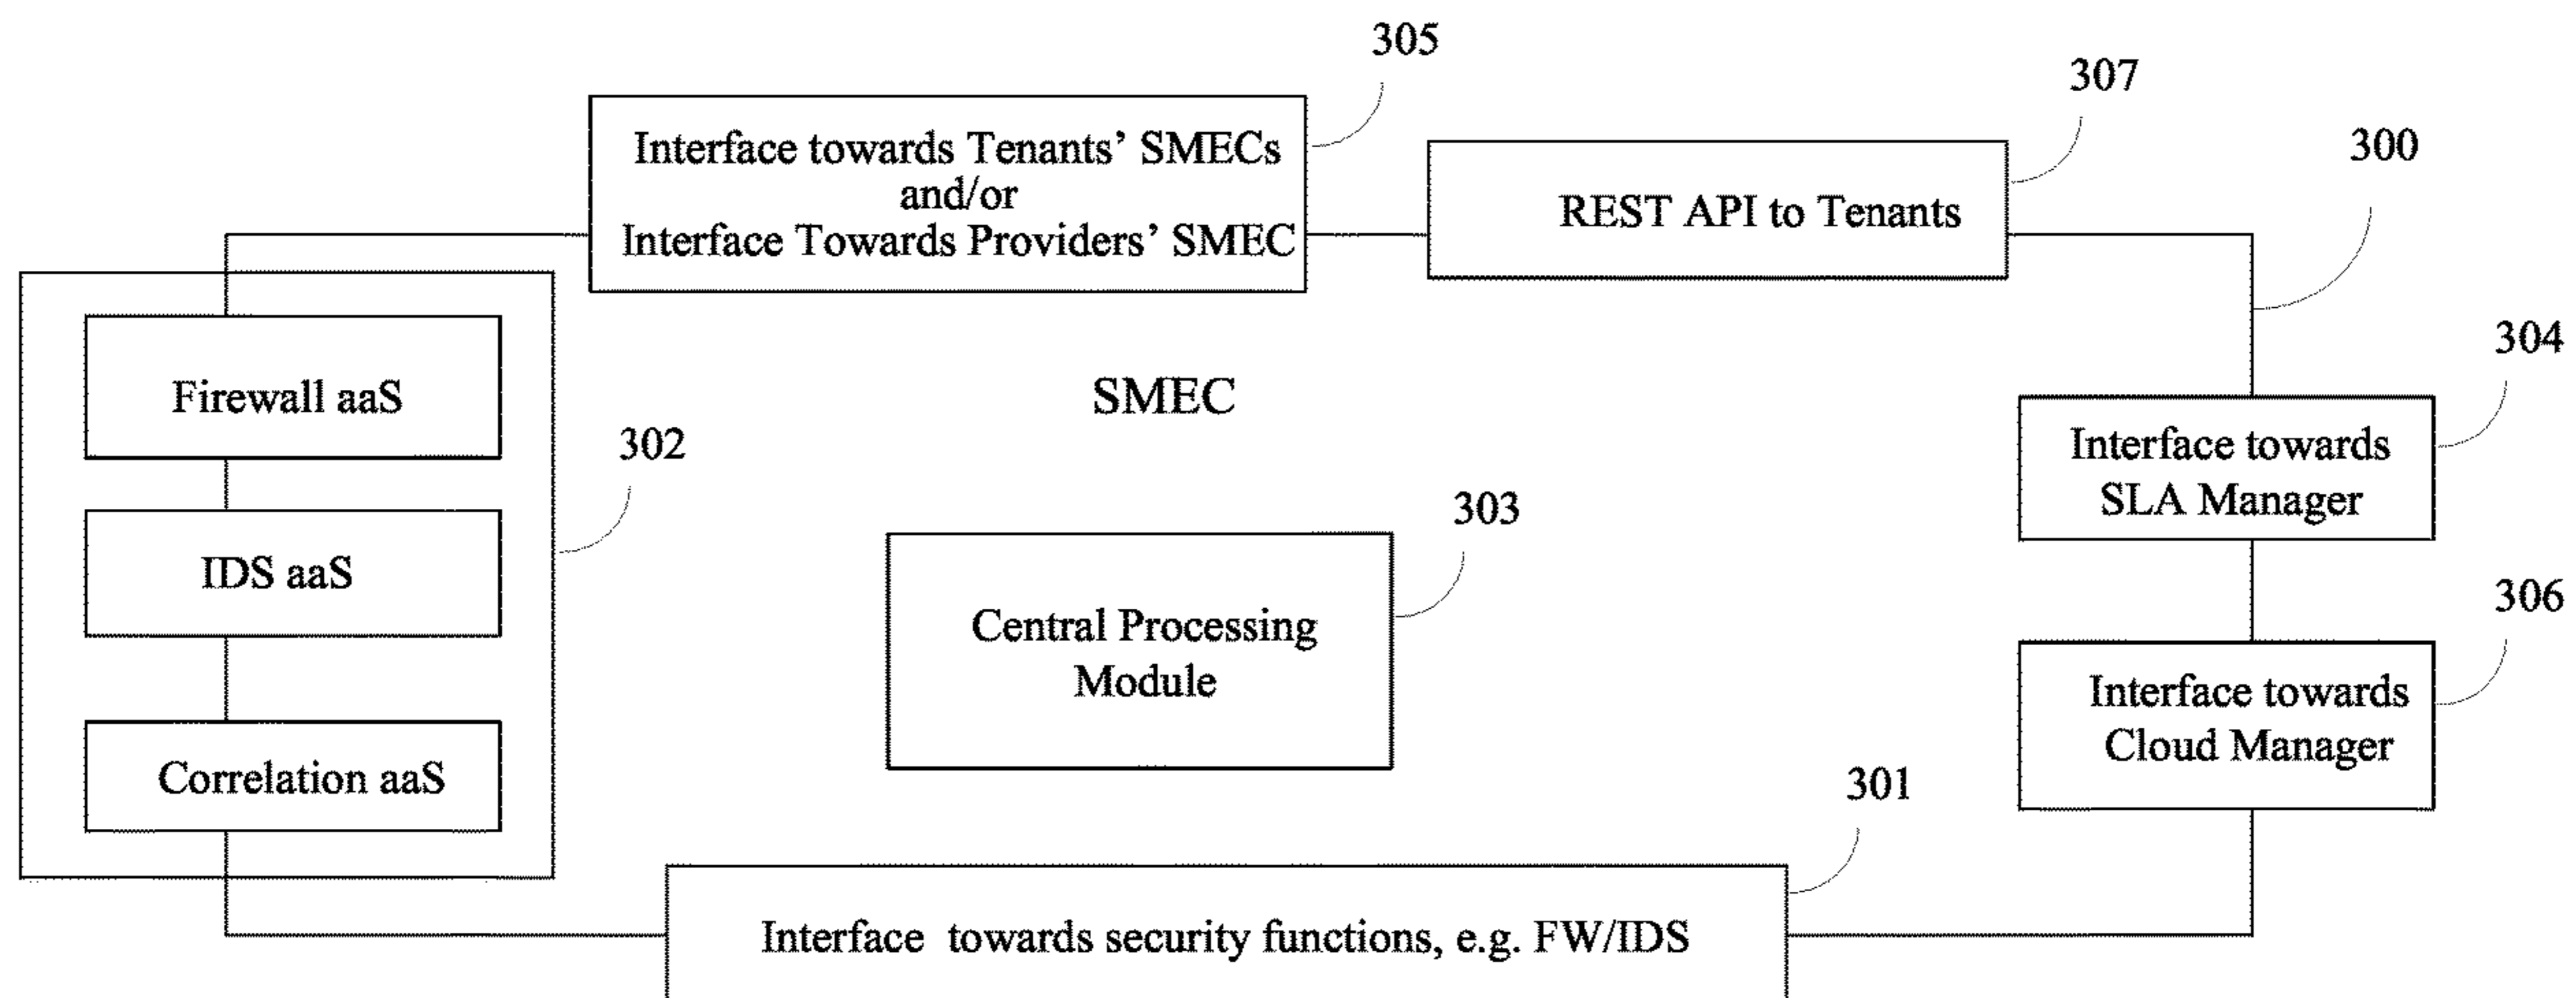 305
307
300
Interface towards Tenants' SMECs
and/or
Interface Towards Providers' SMEC
REST API to Tenants
304
Firewall aaS
SMEC
302
Interface towards
SLA Manager
303
IDS aaS
306
Central Processing
Module
Interface towards
Cloud Manager
Correlation aaS
301
Interface towards security functions, e.g. FW/IDS